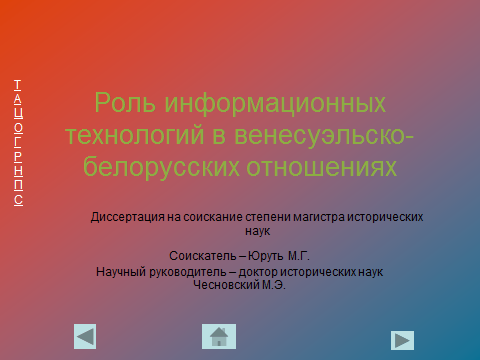 Т
А
Ц
О
Г
Р
Н
П
С
Роль информационных
технологий в венесуэльско-
белорусских отношениях
Диссертация на соискание степени магистра исторических
наук
Соискатель – Юруть М.Г.
Научный руководитель – доктор исторических наук
Чесновский М.Э.